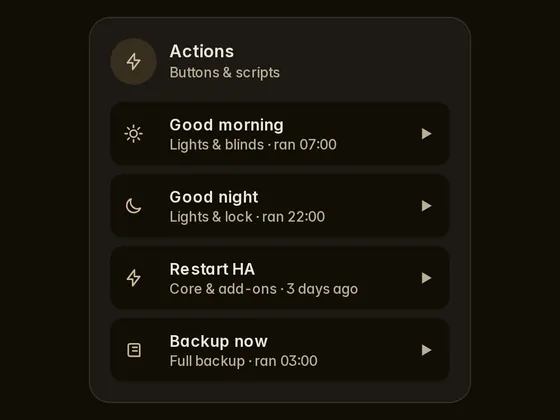 Actions
Buttons & scripts
Good morning
Lights & blinds · ran 07:00
Good night
Lights & lock · ran 22:00
Restart HA
Core & add-ons · 3 days ago
Backup now
Full backup · ran 03:00